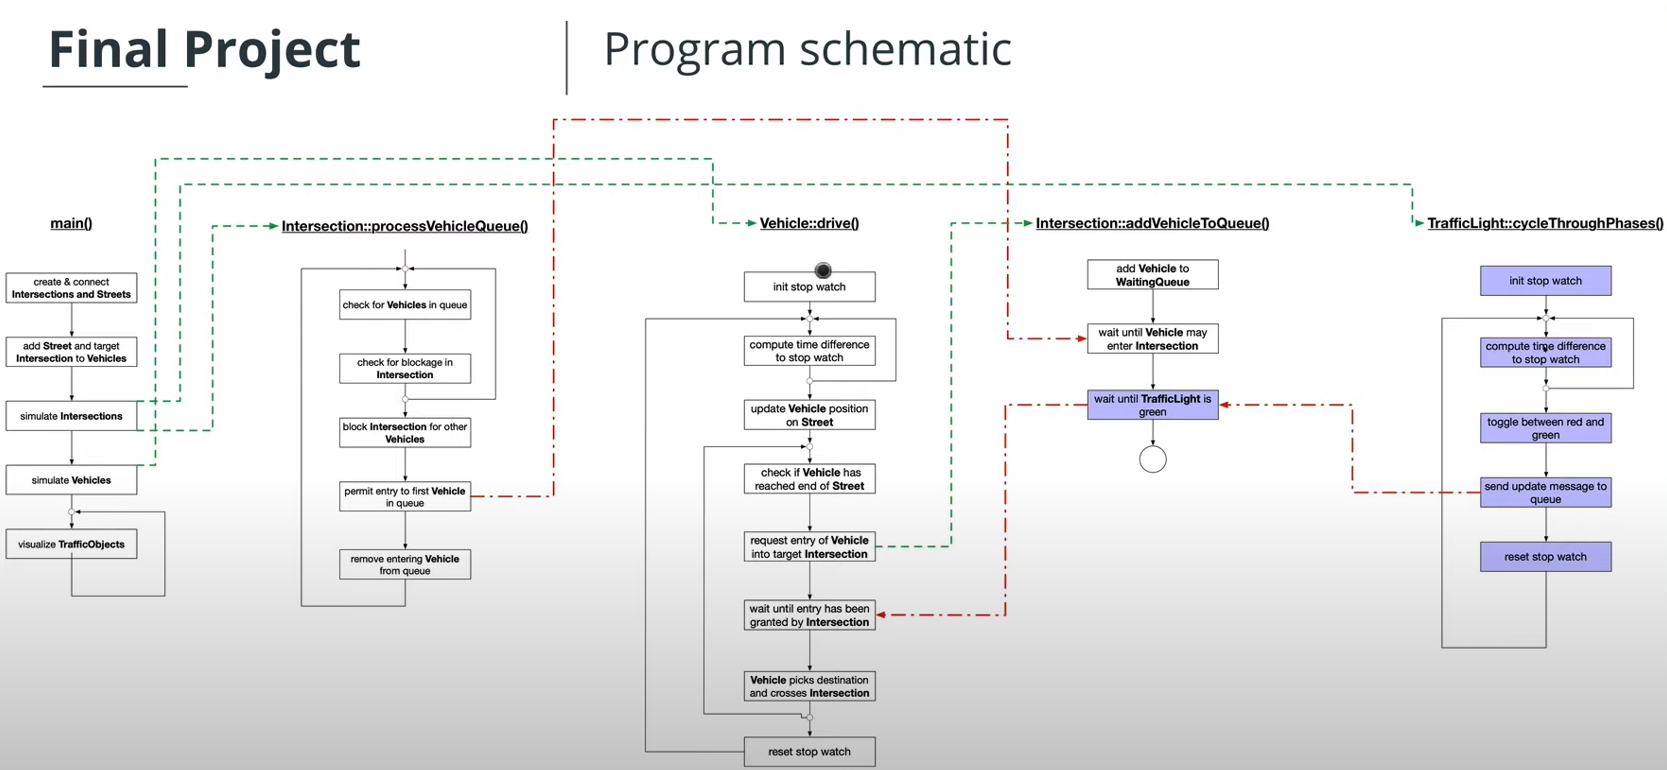 Final Project
Program schematic
main()
create & connect
Intersections and Streets
add Street and target
Intersection to Vehicles
simulate Intersections
simulate Vehicles
visualize TrafficObjects
Intersection::processVehicleQueue()
check for Vehicles in queue
check for blockage in
Intersection
block Intersection for other
Vehicles
permit entry to first Vehicle
in queue
remove entering Vehicle
from queue
Vehicle::drive()
init stop watch
compute time difference
to stop watch
update Vehicle position
on Street
check if Vehicle has
reached end of Street
request entry of Vehicle
into target Intersection
wait until entry has been
granted by Intersection
Vehicle picks destination
and crosses Intersection
reset stop watch
Intersection::addVehicleToQueue()
add Vehicle to
WaitingQueue
wait until Vehicle may
enter Intersection
wait until TrafficLight is
green
TrafficLight::cycleThroughPhases()
init stop watch
compute time difference
to stop watch
toggle between red and
green
send update message to
queue
reset stop watch